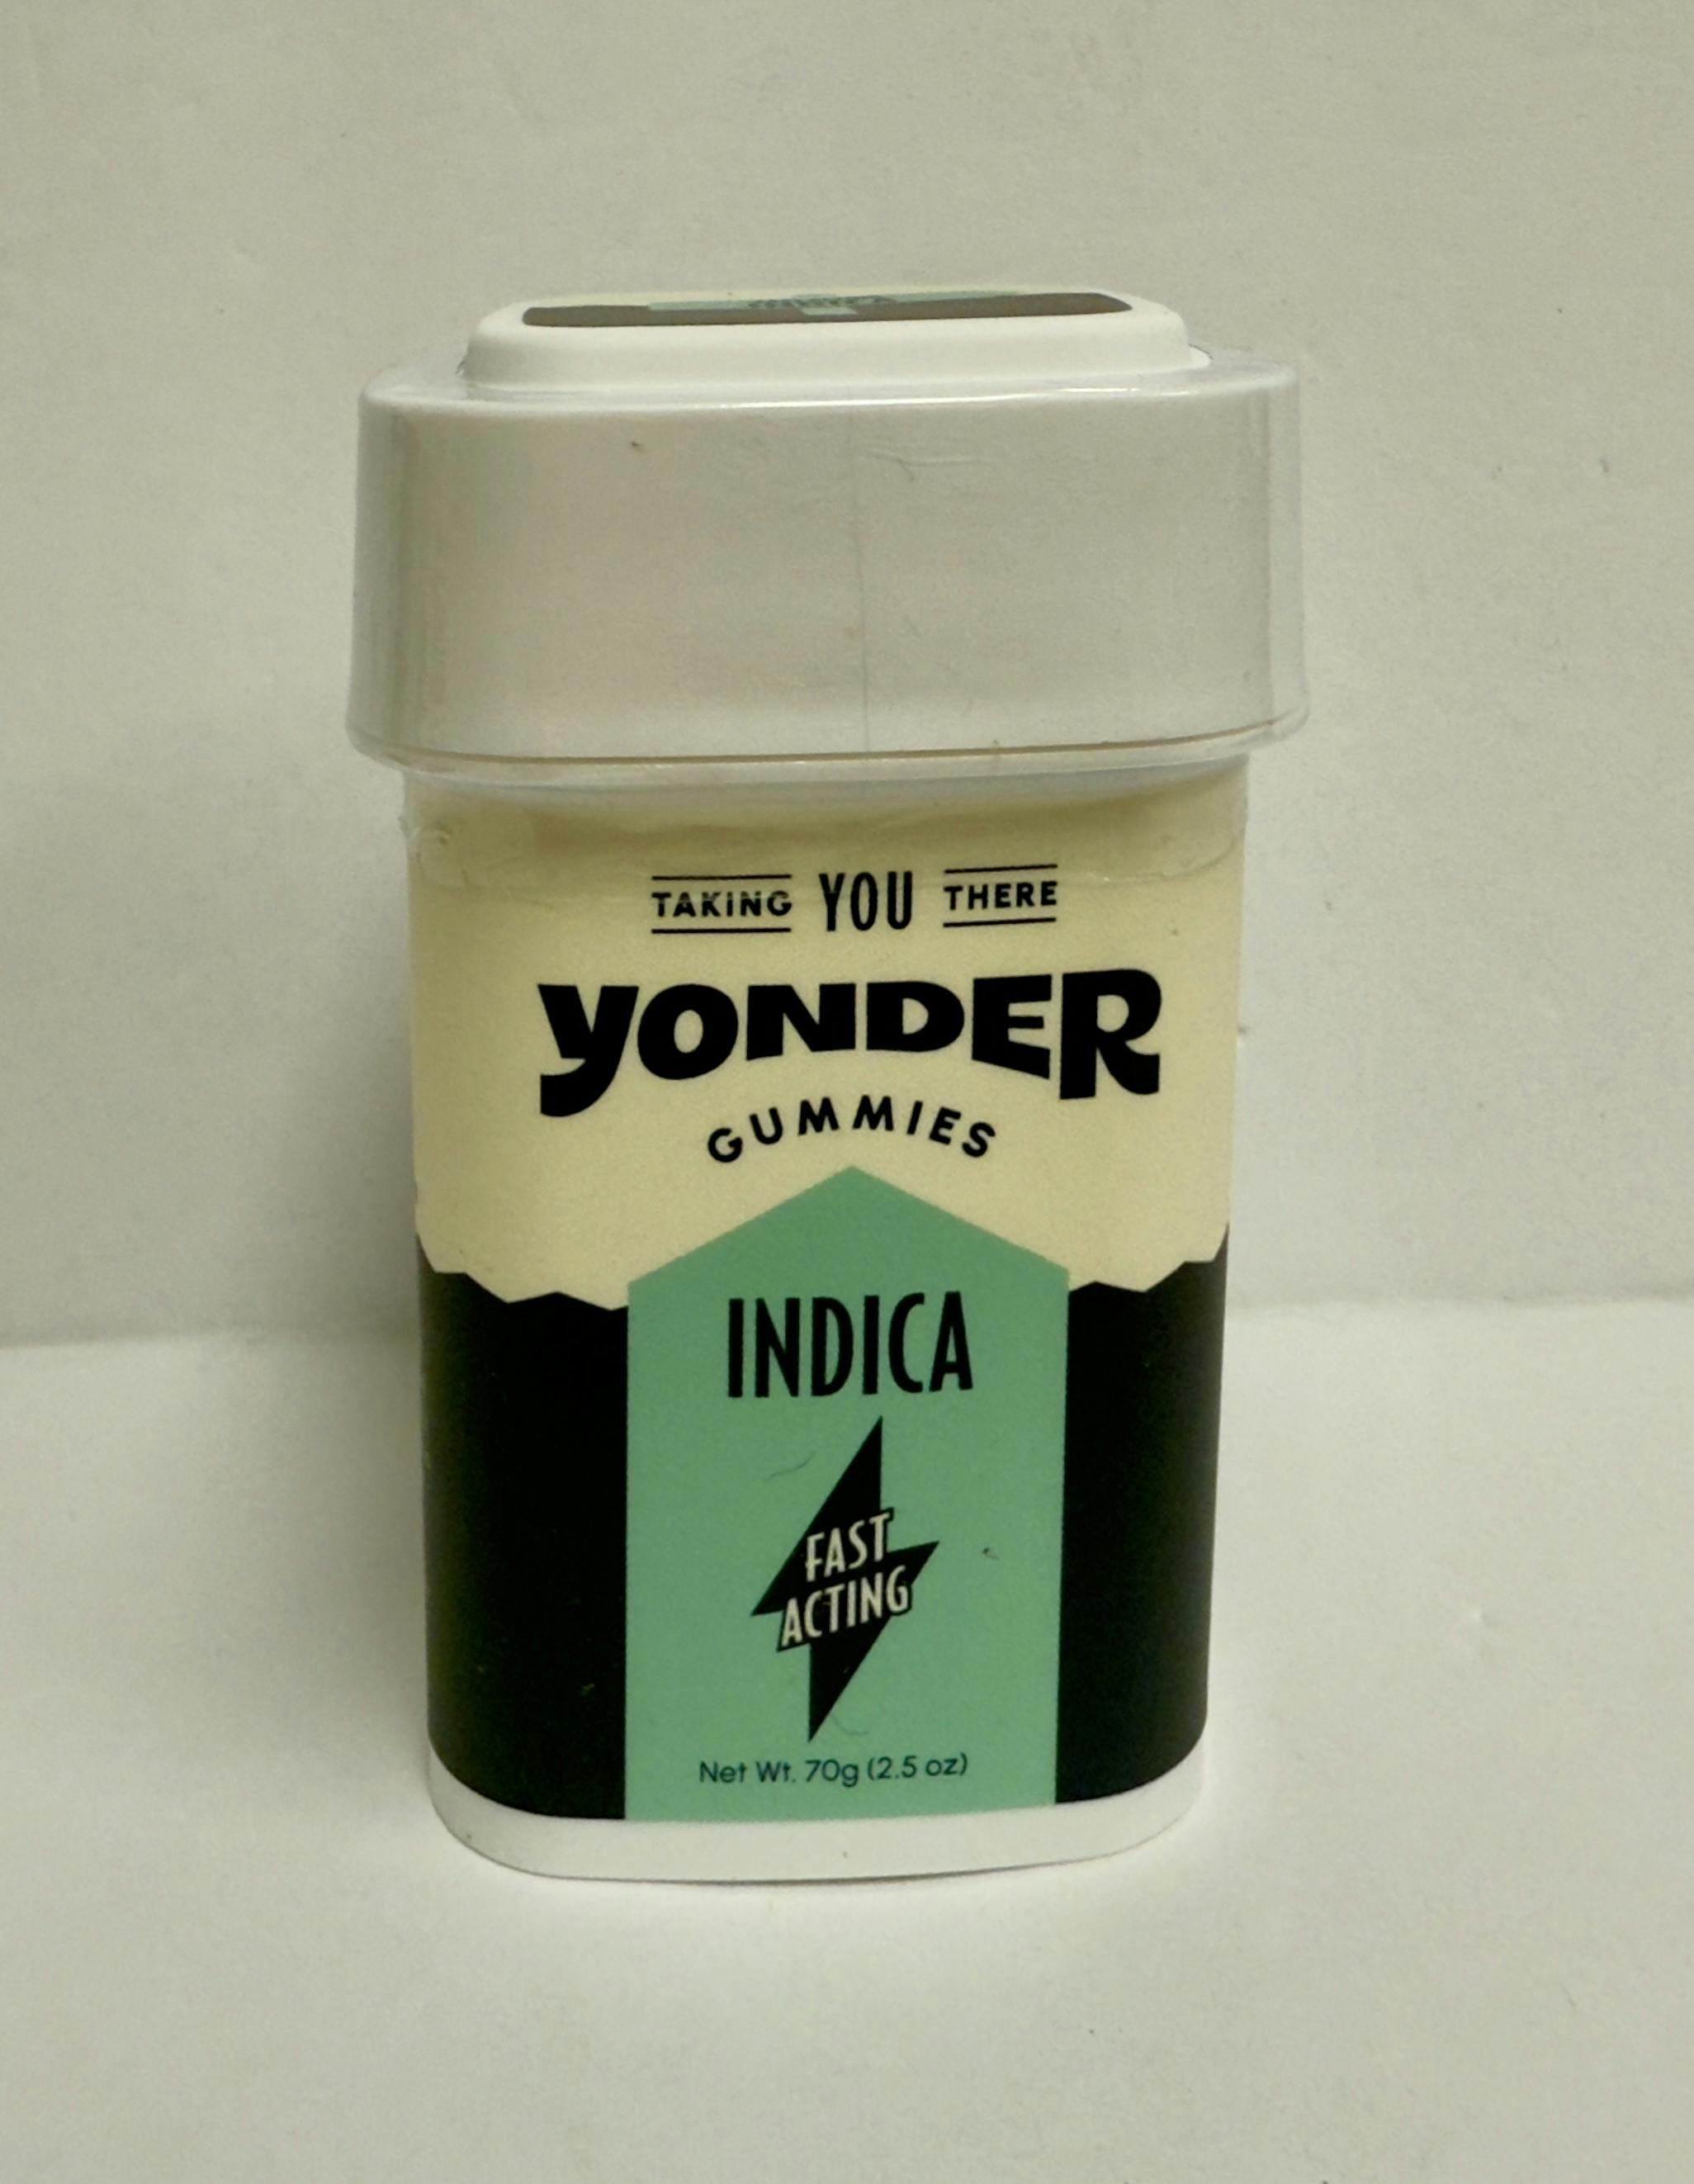 TAKING YOU THERE
YONDER
GUMMIES
INDICA
FAST
ACTING
Net Wt. 70g (2.5 oz)